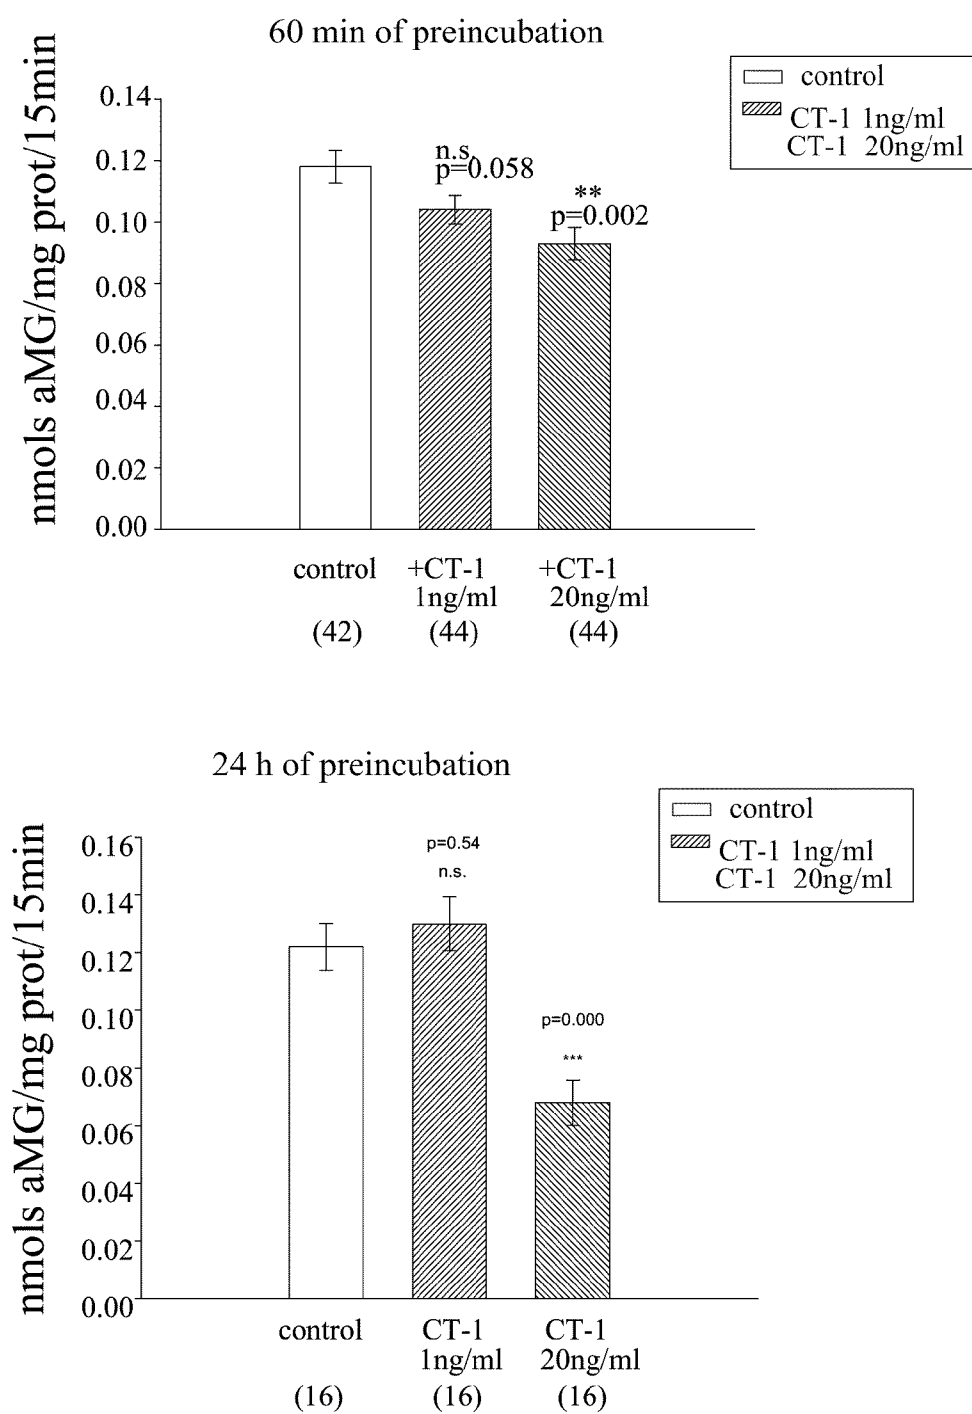 60 min of preincubation
control
CT-1 1ng/ml
CT-1 20ng/ml
nmols aMG/mg prot/15min
0.14
0.12
0.10
0.08
0.06
0.04
0.02
0.00
n.s.
p=0.058
**
p=0.002
control
+CT-1
1ng/ml
+CT-1
20ng/ml
(42)
(44)
(44)
24 h of preincubation
control
CT-1 1ng/ml
CT-1 20ng/ml
nmols aMG/mg prot/15min
0.16
0.14
0.12
0.10
0.08
0.06
0.04
0.02
0.00
p=0.54
n.s.
p=0.000
***
control
CT-1
1ng/ml
CT-1
20ng/ml
(16)
(16)
(16)